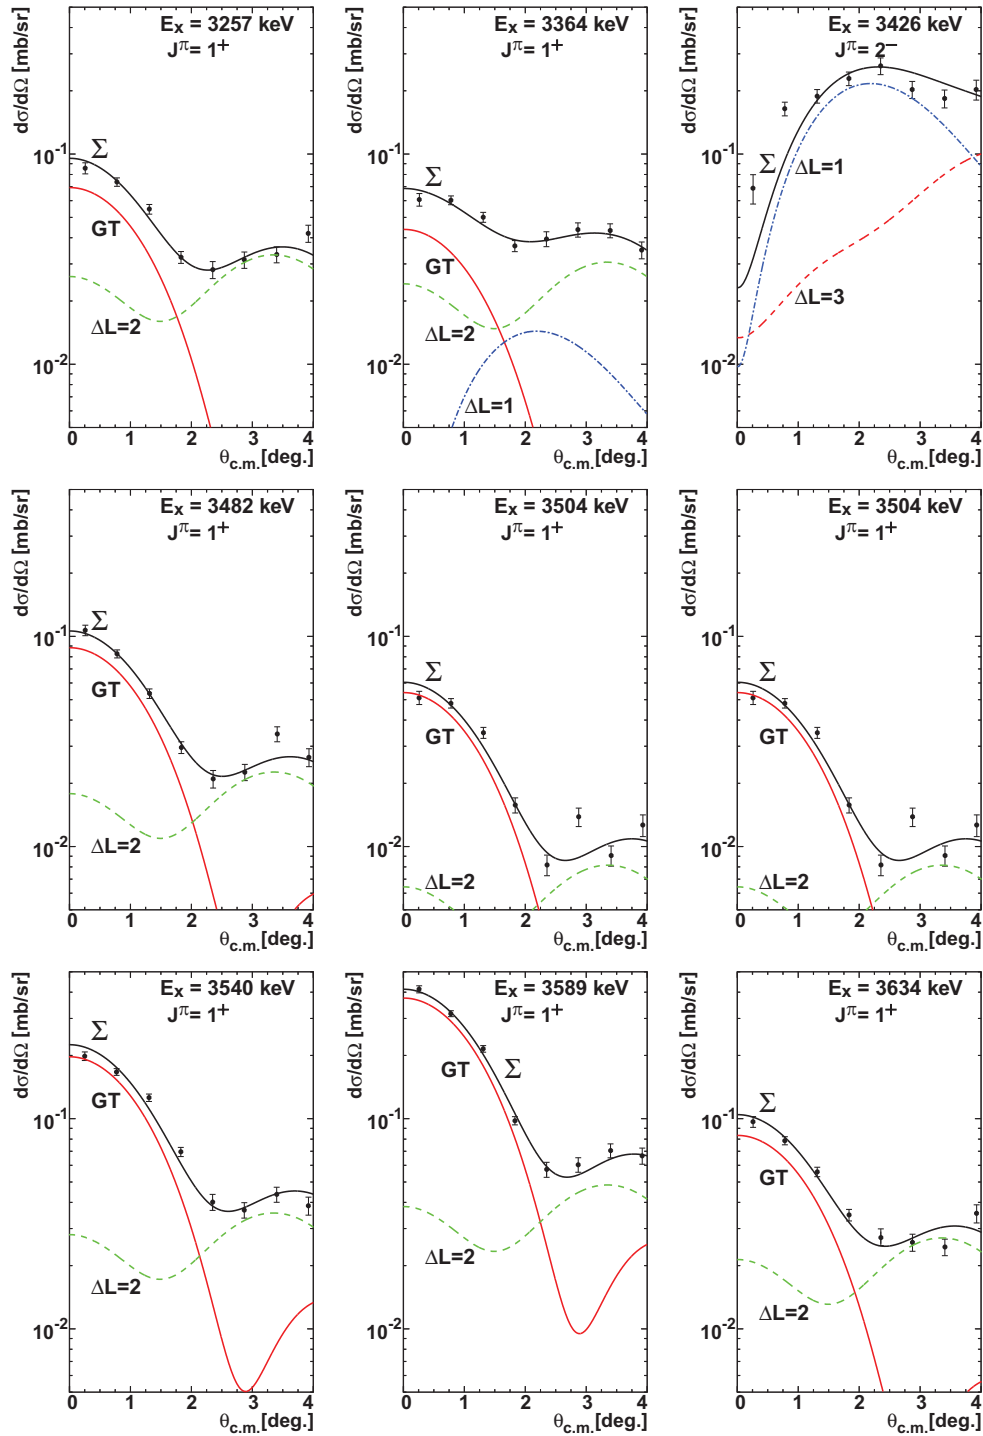 dσ/dΩ [mb/sr]
Eₓ = 3257 keV
Jπ= 1⁺
Σ
GT
ΔL=2
10⁻¹
10⁻²
0 1 2 3 4
θc.m.[deg.]
dσ/dΩ [mb/sr]
Eₓ = 3364 keV
Jπ= 1⁺
Σ
GT
ΔL=2
ΔL=1
10⁻¹
10⁻²
0 1 2 3 4
θc.m.[deg.]
dσ/dΩ [mb/sr]
Eₓ = 3426 keV
Jπ= 2⁻
Σ
ΔL=1
ΔL=3
10⁻¹
10⁻²
0 1 2 3 4
θc.m.[deg.]
dσ/dΩ [mb/sr]
Eₓ = 3482 keV
Jπ= 1⁺
Σ
GT
ΔL=2
10⁻¹
10⁻²
0 1 2 3 4
θc.m.[deg.]
dσ/dΩ [mb/sr]
Eₓ = 3504 keV
Jπ= 1⁺
Σ
GT
ΔL=2
10⁻¹
10⁻²
0 1 2 3 4
θc.m.[deg.]
dσ/dΩ [mb/sr]
Eₓ = 3504 keV
Jπ= 1⁺
Σ
GT
ΔL=2
10⁻¹
10⁻²
0 1 2 3 4
θc.m.[deg.]
dσ/dΩ [mb/sr]
Eₓ = 3540 keV
Jπ= 1⁺
Σ
GT
ΔL=2
10⁻¹
10⁻²
0 1 2 3 4
θc.m.[deg.]
dσ/dΩ [mb/sr]
Eₓ = 3589 keV
Jπ= 1⁺
GT
Σ
ΔL=2
10⁻¹
10⁻²
0 1 2 3 4
θc.m.[deg.]
dσ/dΩ [mb/sr]
Eₓ = 3634 keV
Jπ= 1⁺
Σ
GT
ΔL=2
10⁻¹
10⁻²
0 1 2 3 4
θc.m.[deg.]